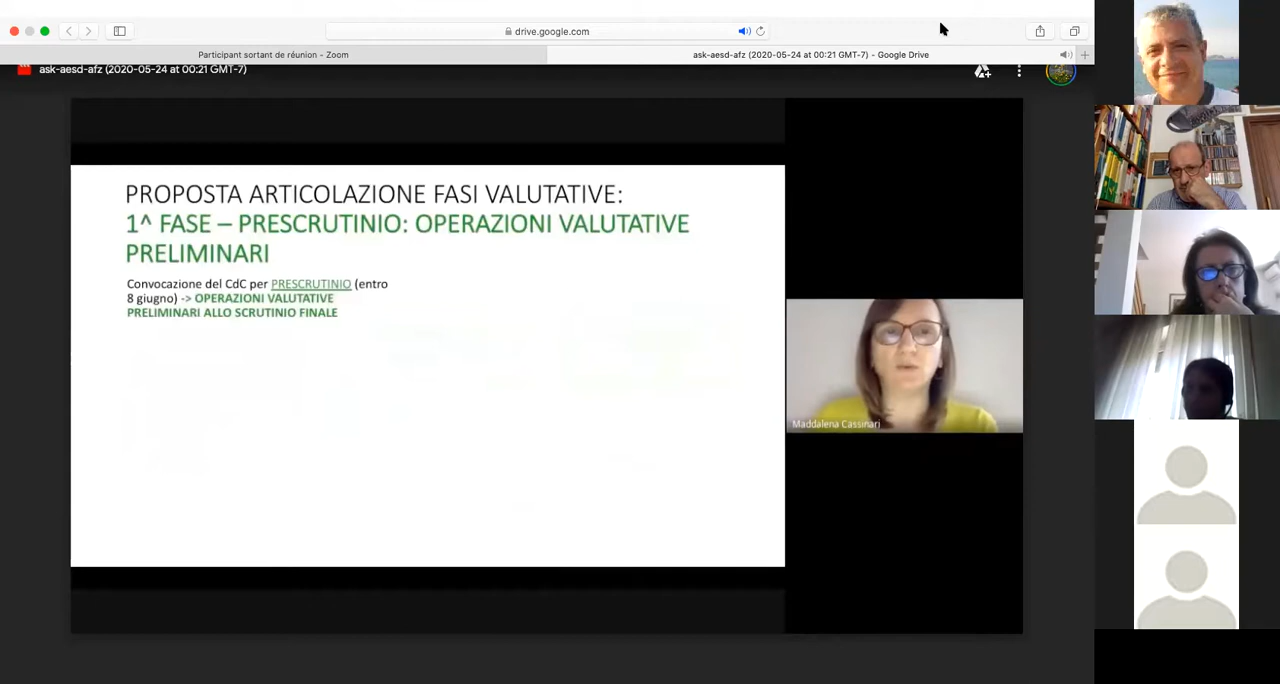 drive.google.com
Participant sortant de réunion - Zoom
ask-aesd-afz (2020-05-24 at 00:21 GMT-7) - Google Drive
ask-aesd-afz (2020-05-24 at 00:21 GMT-7)
PROPOSTA ARTICOLAZIONE FASI VALUTATIVE:
1^ FASE – PRESCRUTINIO: OPERAZIONI VALUTATIVE
PRELIMINARI
Convocazione del CdC per PRESCRUTINIO (entro
8 giugno) -> OPERAZIONI VALUTATIVE
PRELIMINARI ALLO SCRUTINIO FINALE
Maddalena Cassinari